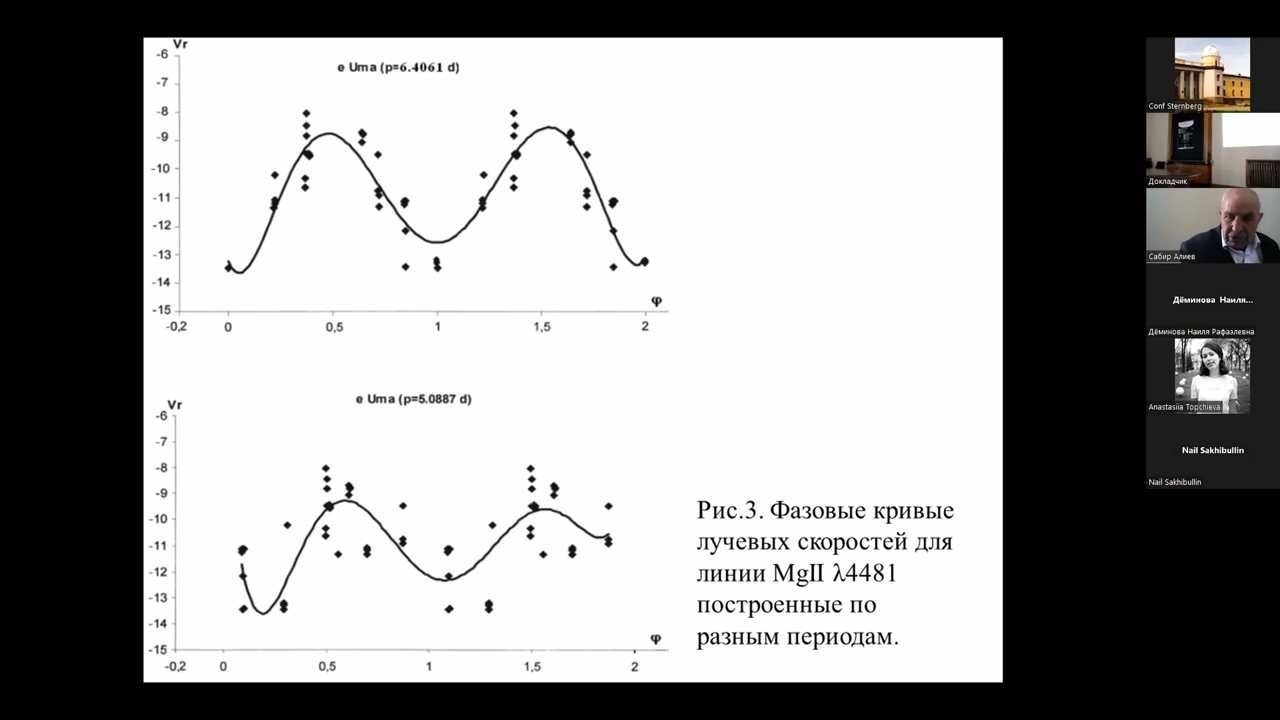 Vr
e Uma (p=6.4061 d)
-6
-7
-8
-9
-10
-11
-12
-13
-14
-15
φ
-0,2 0 0,5 1 1,5 2
e Uma (p=5.0887 d)
Vr
-6
-7
-8
-9
-10
-11
-12
-13
-14
-15
φ
-0,2 0 0,5 1 1,5 2
Рис.3. Фазовые кривые
лучевых скоростей для
линии MgII λ4481
построенные по
разным периодам.
Conf Sternberg
Докладчик
Сабир Алиев
Дёминова Наиля...
Дёминова Наиля Рафаэлевна
Anastasiia Topchieva
Nail Sakhibullin
Nail Sakhibullin